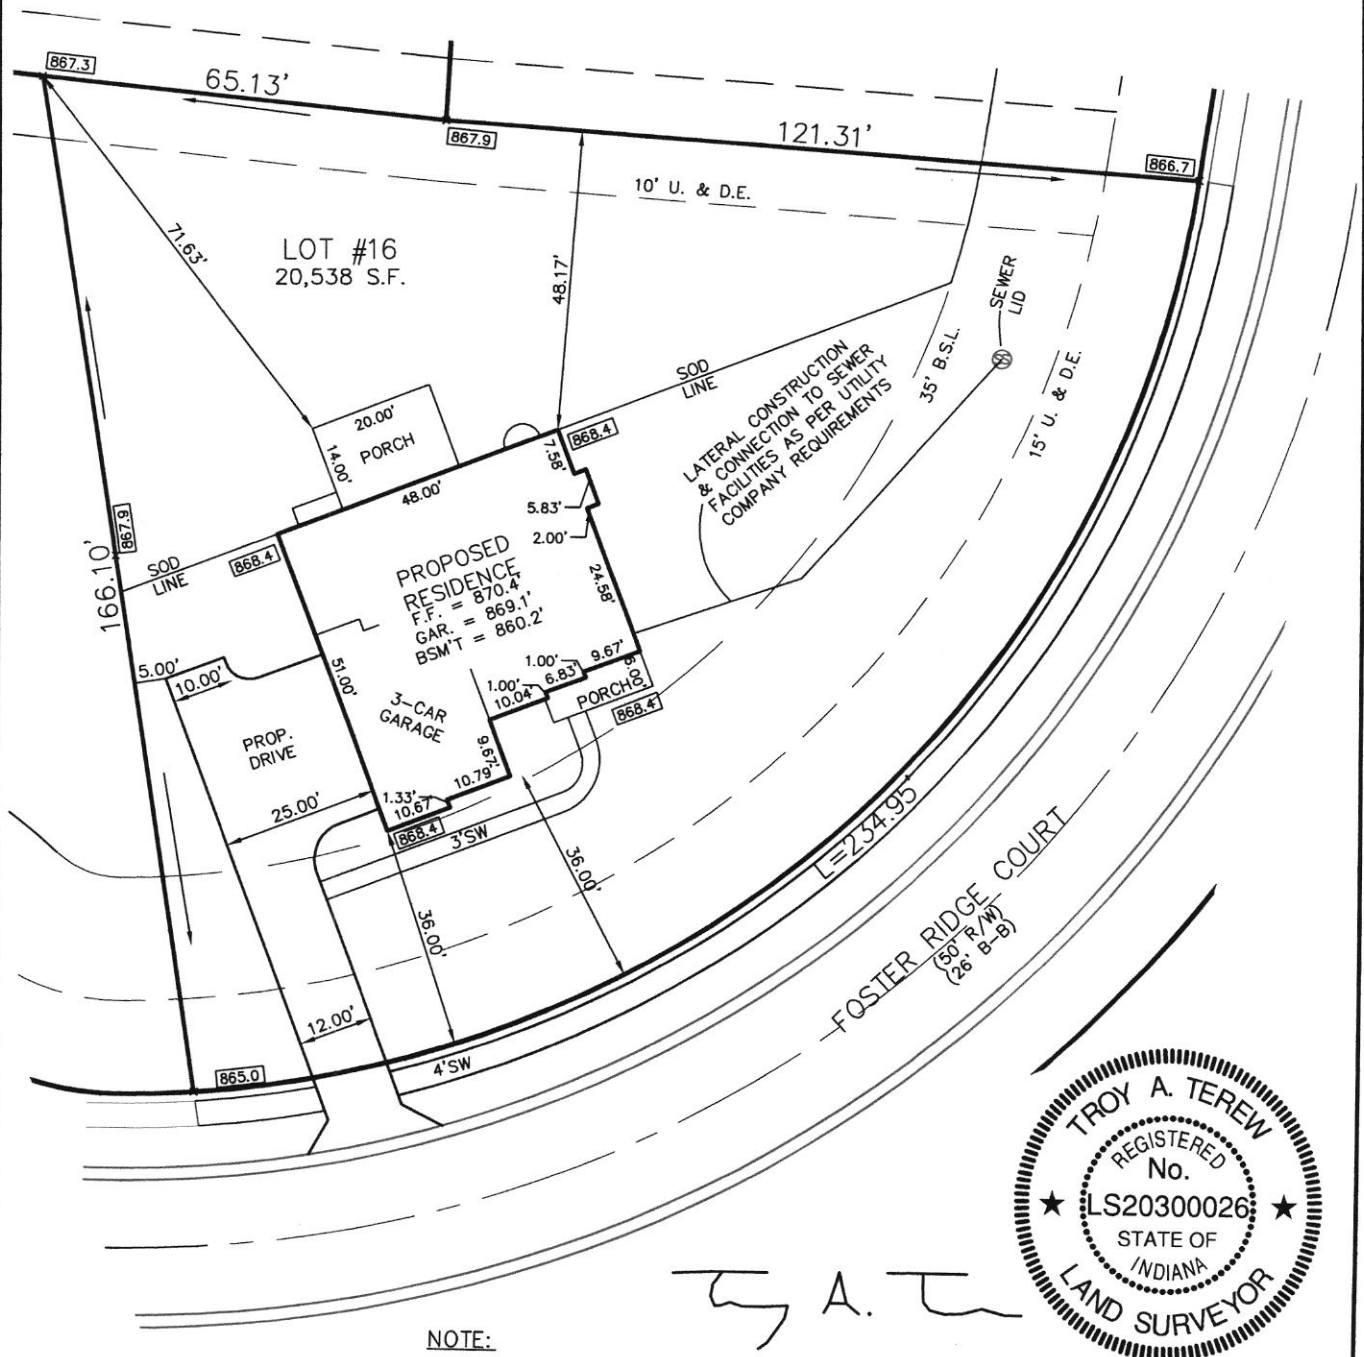 867.3
65.13'
867.9
121.31'
866.7
10' U. & D.E.
71.63'
LOT #16
20,538 S.F.
48.17'
SEWER
LID
SOD
LINE
35' B.S.L.
15' U. & D.E.
LATERAL CONSTRUCTION
& CONNECTION TO SEWER
FACILITIES AS PER UTILITY
COMPANY REQUIREMENTS
20.00'
PORCH
14.00'
868.4
7.58'
48.00'
5.83'
2.00'
867.9
166.10'
SOD
LINE
868.4
PROPOSED
RESIDENCE
F.F. = 870.4'
GAR. = 869.1'
BSM'T = 860.2'
24.58'
51.00'
5.00'
10.00'
1.00'
9.67'
6.00'
1.00'
6.83'
10.04'
PORCH
868.4
3-CAR
GARAGE
PROP.
DRIVE
9.67'
10.79'
1.33'
10.67'
25.00'
868.4
3'SW
36.00'
36.00'
L=234.95
FOSTER RIDGE COURT
(50' R/W)
(26' B-B)
12.00'
865.0
4'SW
TROY A. TEREW
REGISTERED
No.
LS20300026
STATE OF
INDIANA
LAND SURVEYOR
NOTE: